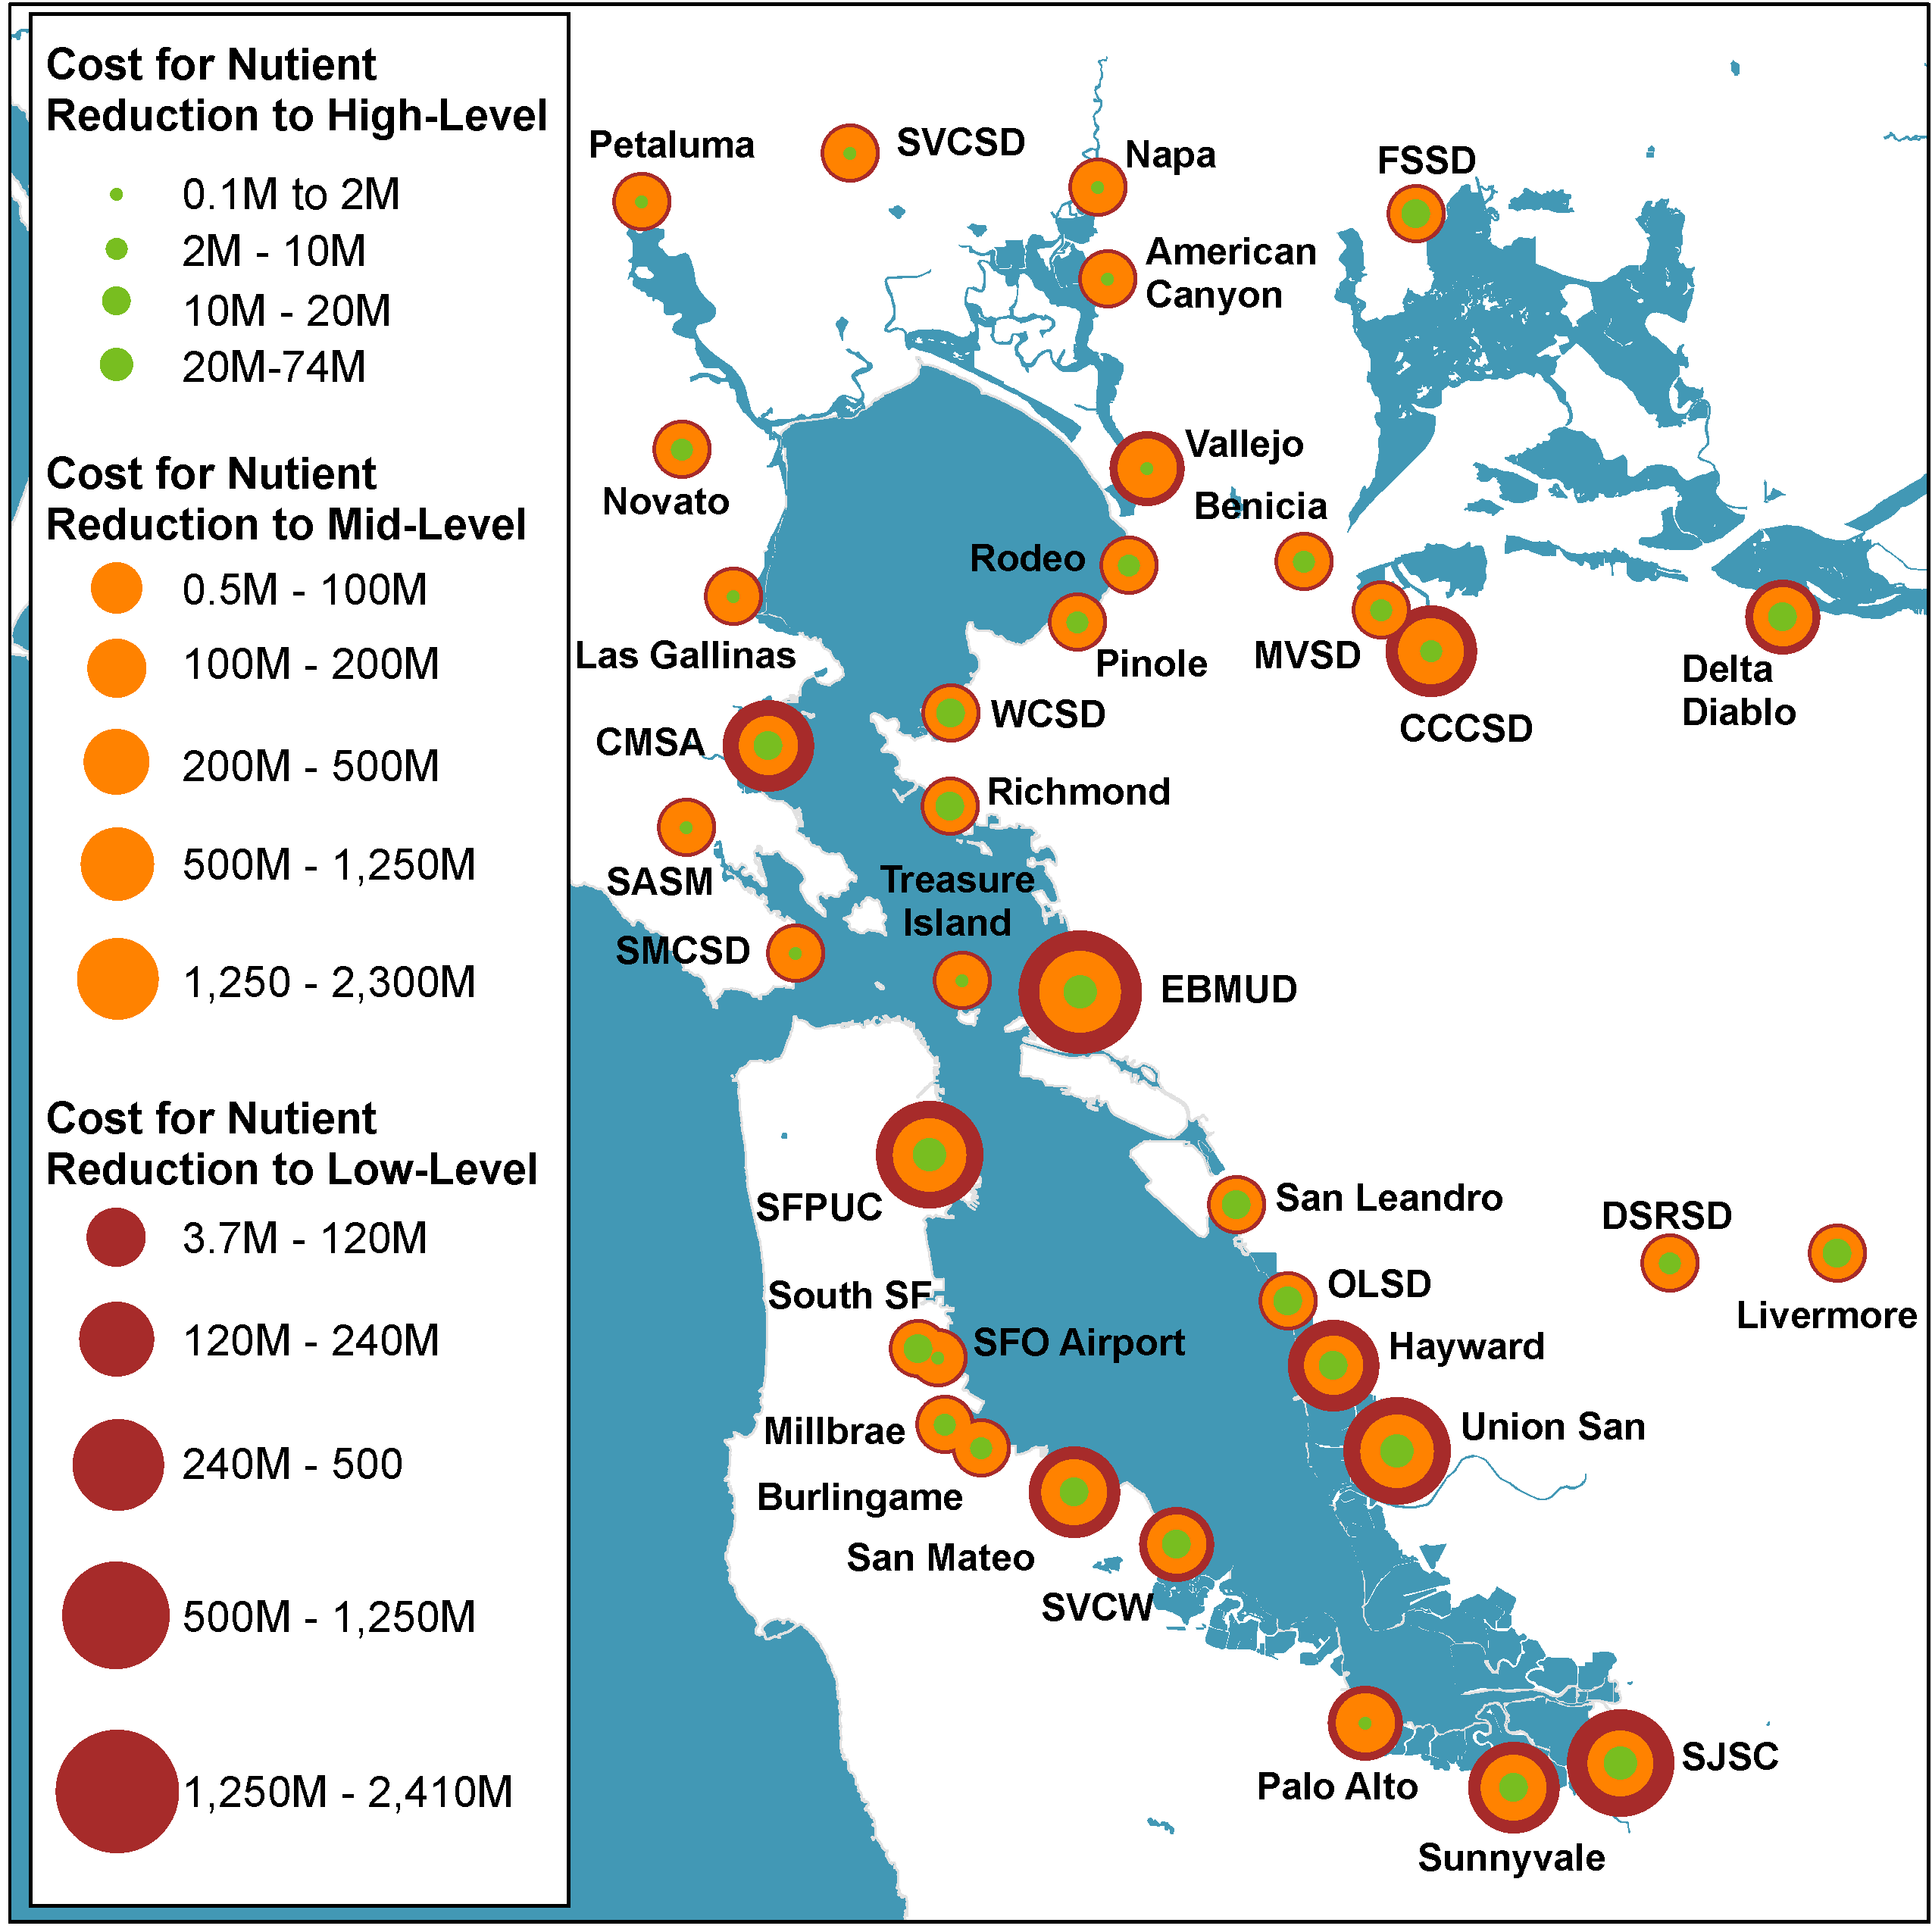 Cost for Nutient
Reduction to High-Level
0.1M to 2M
2M - 10M
10M - 20M
20M-74M
Cost for Nutient
Reduction to Mid-Level
0.5M - 100M
100M - 200M
200M - 500M
500M - 1,250M
1,250 - 2,300M
Cost for Nutient
Reduction to Low-Level
3.7M - 120M
120M - 240M
240M - 500
500M - 1,250M
1,250M - 2,410M
Petaluma
SVCSD
Napa
FSSD
American
Canyon
Novato
Vallejo
Benicia
Rodeo
Las Gallinas
Pinole
MVSD
CCCSD
Delta
Diablo
WCSD
CMSA
Richmond
SASM
Treasure
Island
SMCSD
EBMUD
SFPUC
San Leandro
DSRSD
Livermore
South SF
OLSD
SFO Airport
Hayward
Millbrae
Union San
Burlingame
San Mateo
SVCW
Palo Alto
SJSC
Sunnyvale